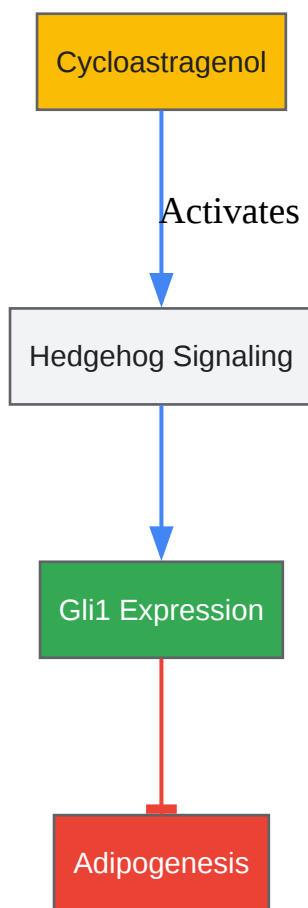 Cycloastragenol
Activates
Hedgehog Signaling
Gli1 Expression
Adipogenesis